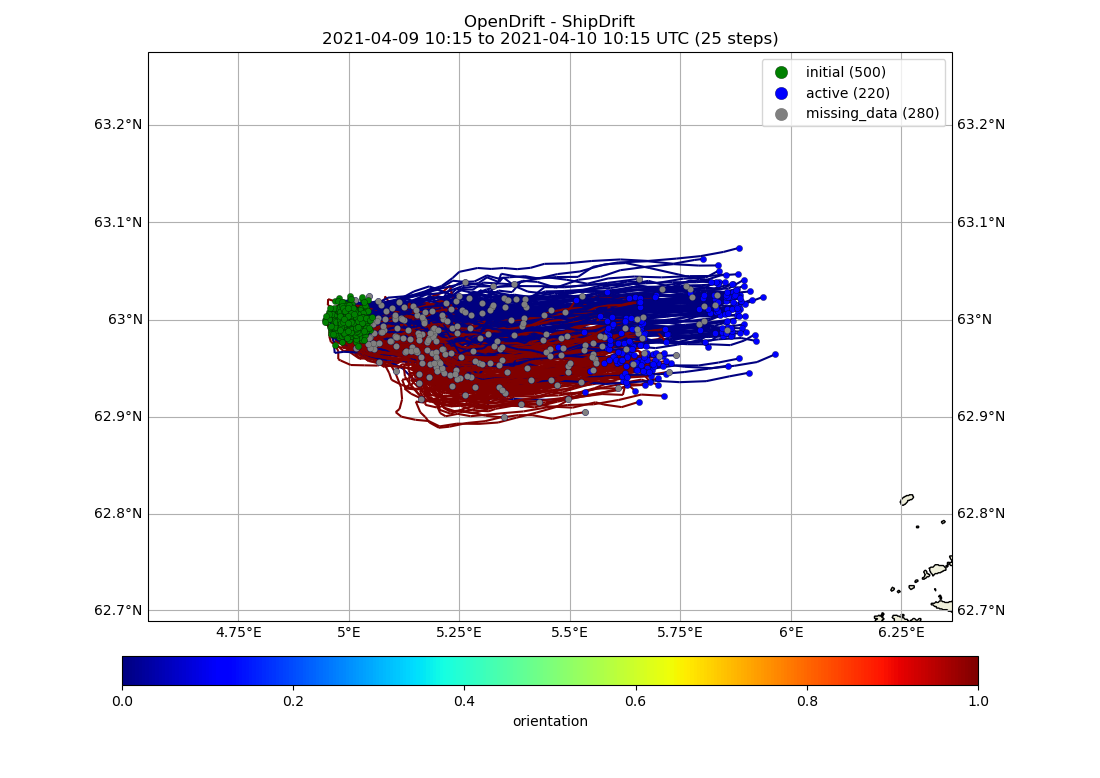 OpenDrift - ShipDrift
2021-04-09 10:15 to 2021-04-10 10:15 UTC (25 steps)
initial (500)
active (220)
missing_data (280)
63.2°N
63.2°N
63.1°N
63.1°N
63°N
63°N
62.9°N
62.9°N
62.8°N
62.8°N
62.7°N
62.7°N
4.75°E
5°E
5.25°E
5.5°E
5.75°E
6°E
6.25°E
0.0
0.2
0.4
0.6
0.8
1.0
orientation